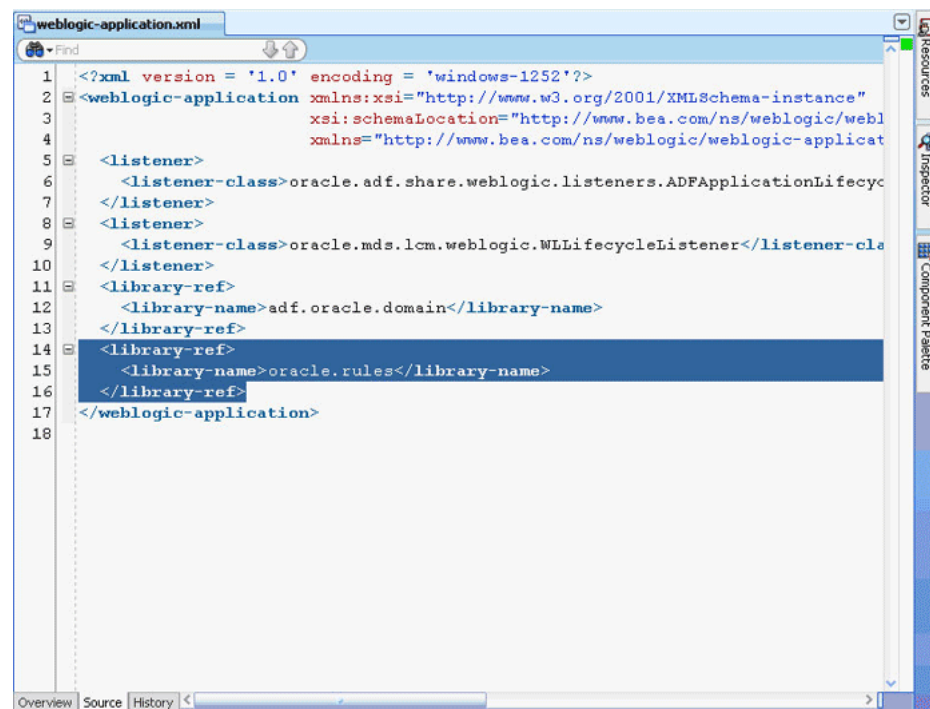 weblogic-application.xml
Find
1 <?xml version = '1.0' encoding = 'windows-1252'?>
2 <weblogic-application xmlns:xsi="http://www.w3.org/2001/XMLSchema-instance"
3 xsi:schemaLocation="http://www.bea.com/ns/weblogic/webl
4 xmlns="http://www.bea.com/ns/weblogic/weblogic-applicat
5 <listener>
6 <listener-class>oracle.adf.share.weblogic.listeners.ADFApplicationLifecyc
7 </listener>
8 <listener>
9 <listener-class>oracle.mds.lcm.weblogic.WLLifecycleListener</listener-cla
10 </listener>
11 <library-ref>
12 <library-name>adf.oracle.domain</library-name>
13 </library-ref>
14 <library-ref>
15 <library-name>oracle.rules</library-name>
16 </library-ref>
17 </weblogic-application>
18
Overview Source History
Resources
Inspector
Component Palette